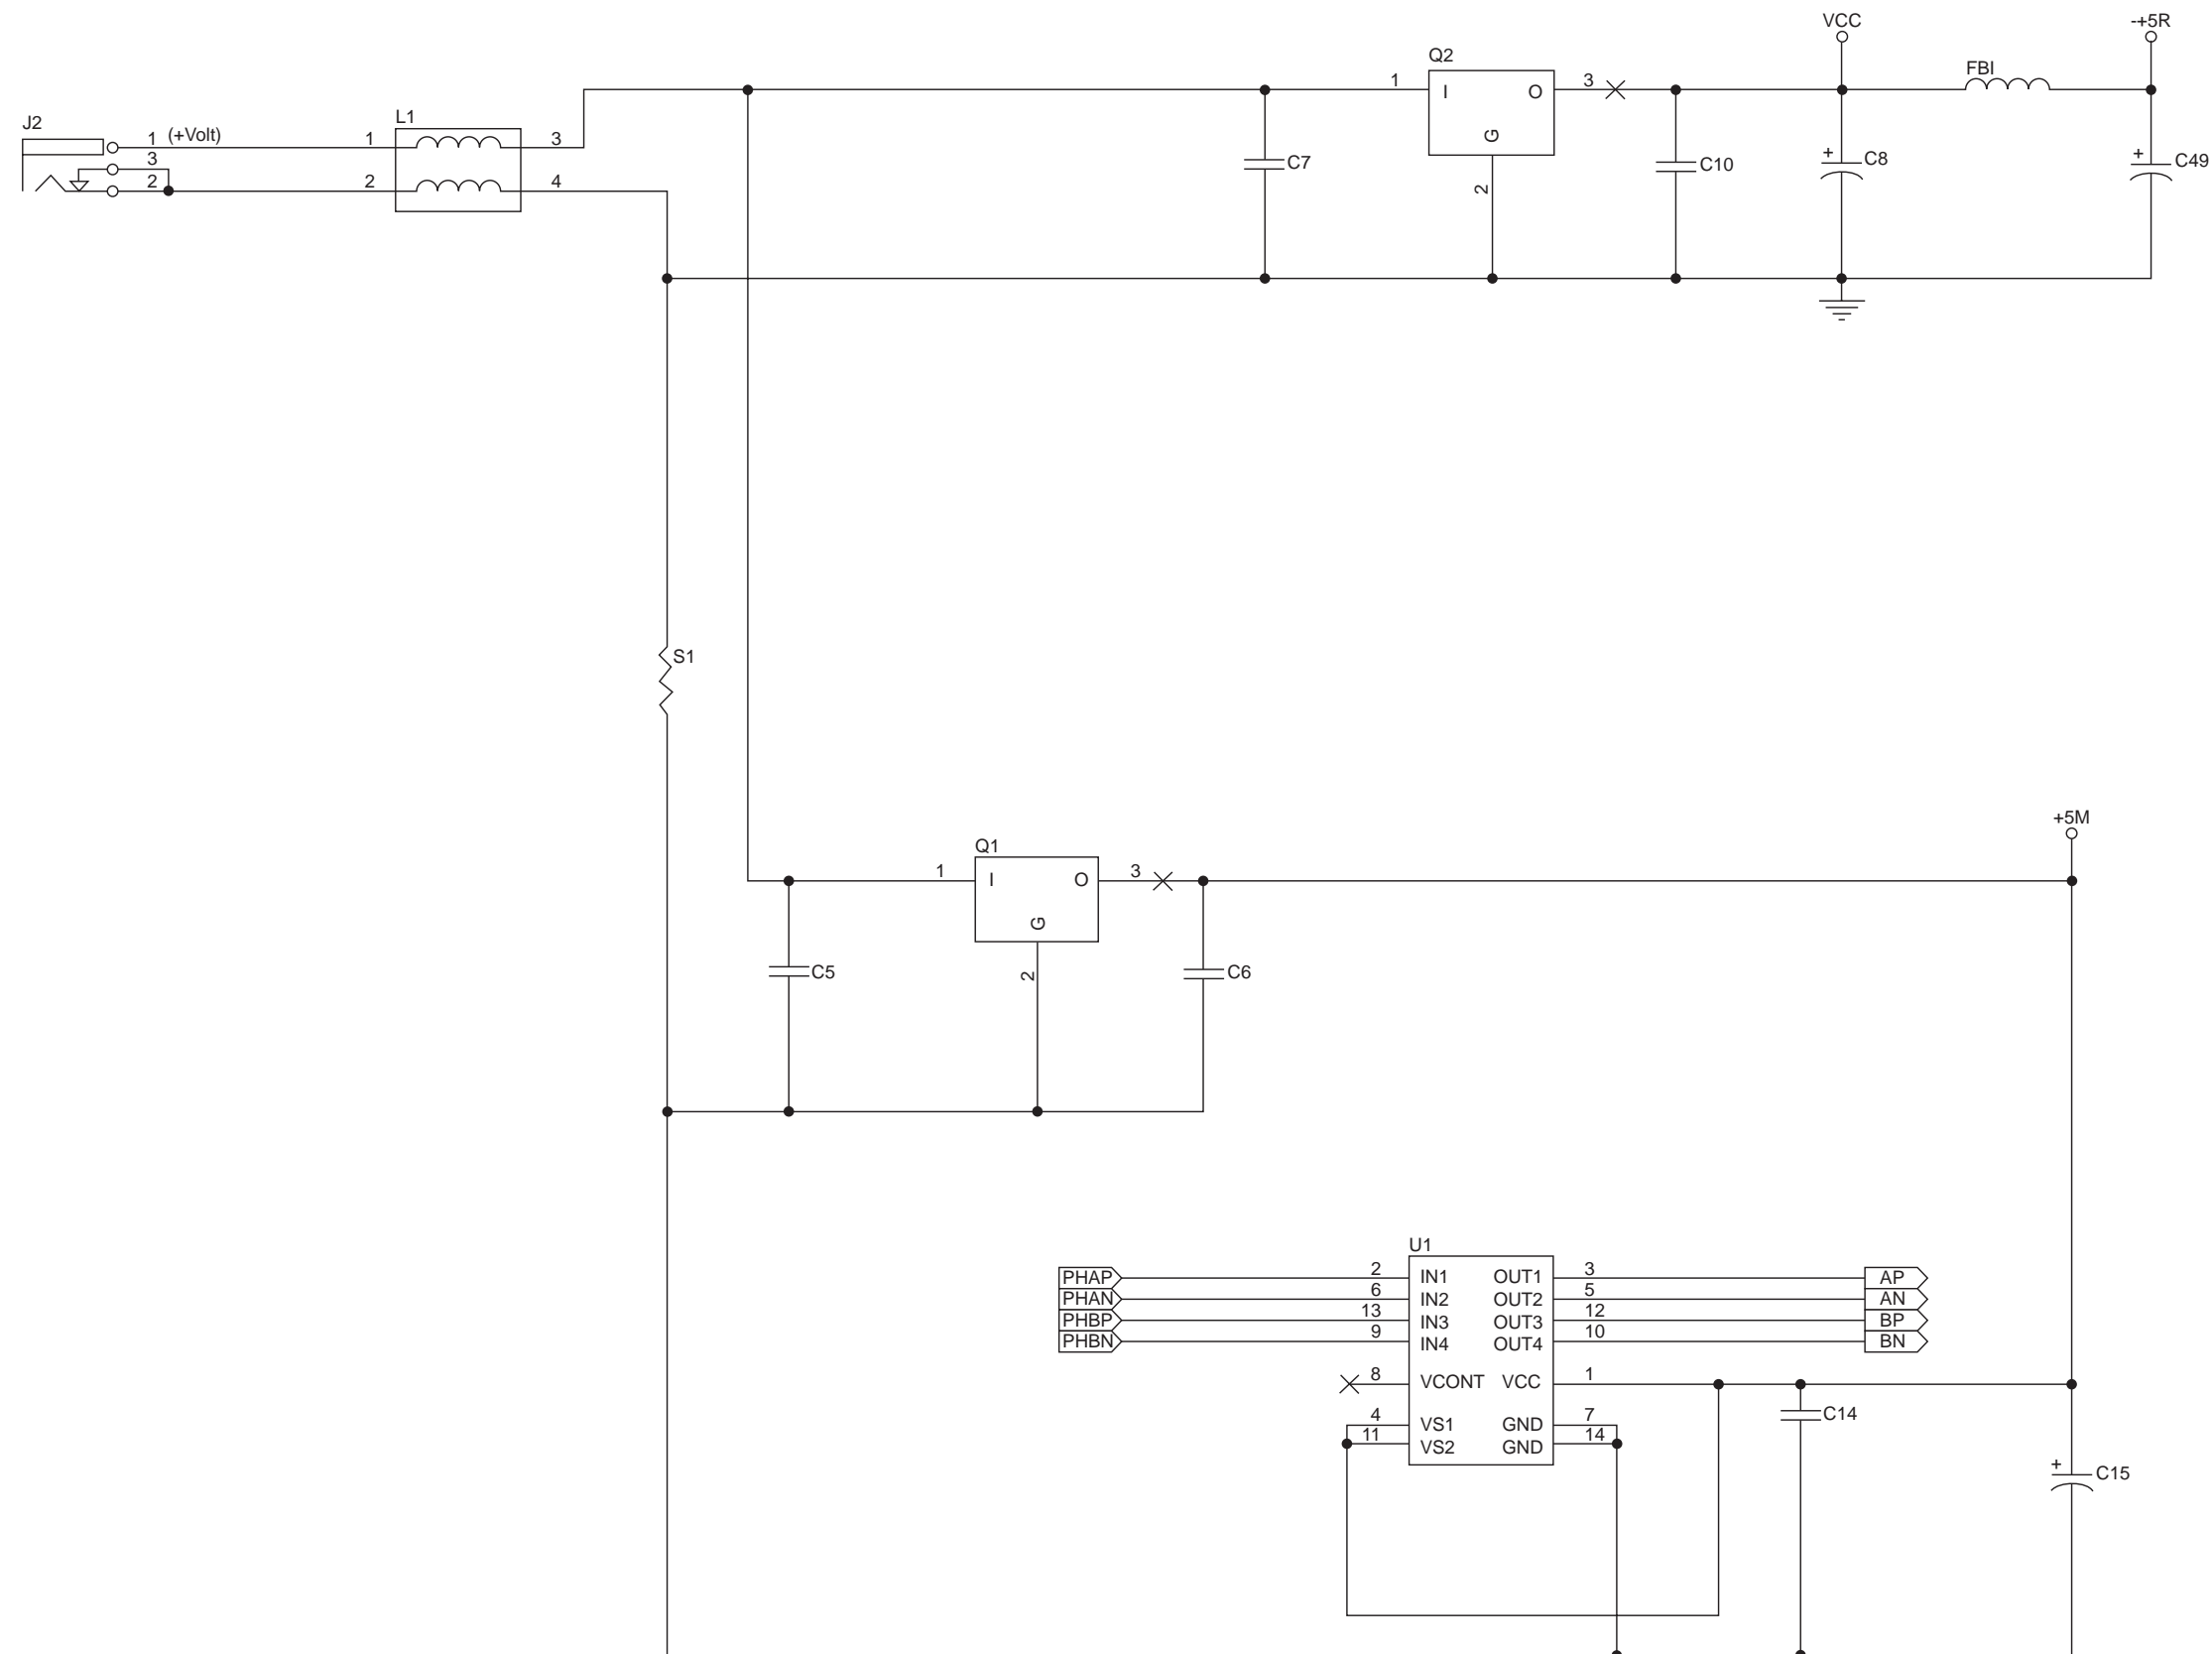 VCC
-+5R
Q2
FBI
1
3
I
O
G
2
J2
1 (+Volt)
3
2
L1
1
3
2
4
C7
C10
+
C8
+
C49
S1
+5M
Q1
1
3
I
O
G
2
C5
C6
U1
PHAP
2
IN1
OUT1
3
AP
PHAN
6
IN2
OUT2
5
AN
PHBP
13
IN3
OUT3
12
BP
PHBN
9
IN4
OUT4
10
BN
8
VCONT
VCC
1
4
VS1
GND
7
C14
11
VS2
GND
14
+
C15